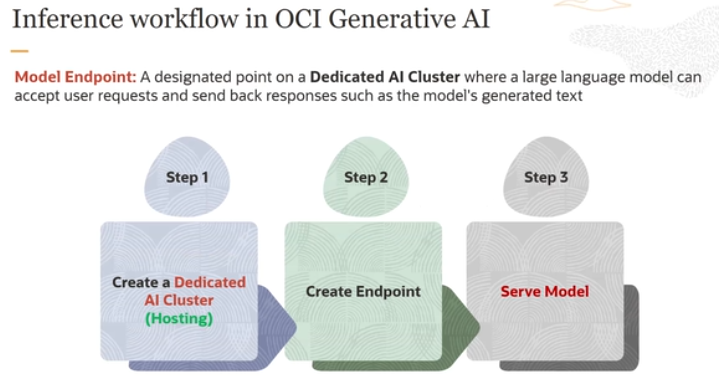 Inference workflow in OCI Generative AI
Model Endpoint: A designated point on a Dedicated AI Cluster where a large language model can
accept user requests and send back responses such as the model's generated text
Step 1
Step 2
Step 3
Create a Dedicated
AI Cluster
(Hosting)
Create Endpoint
Serve Model